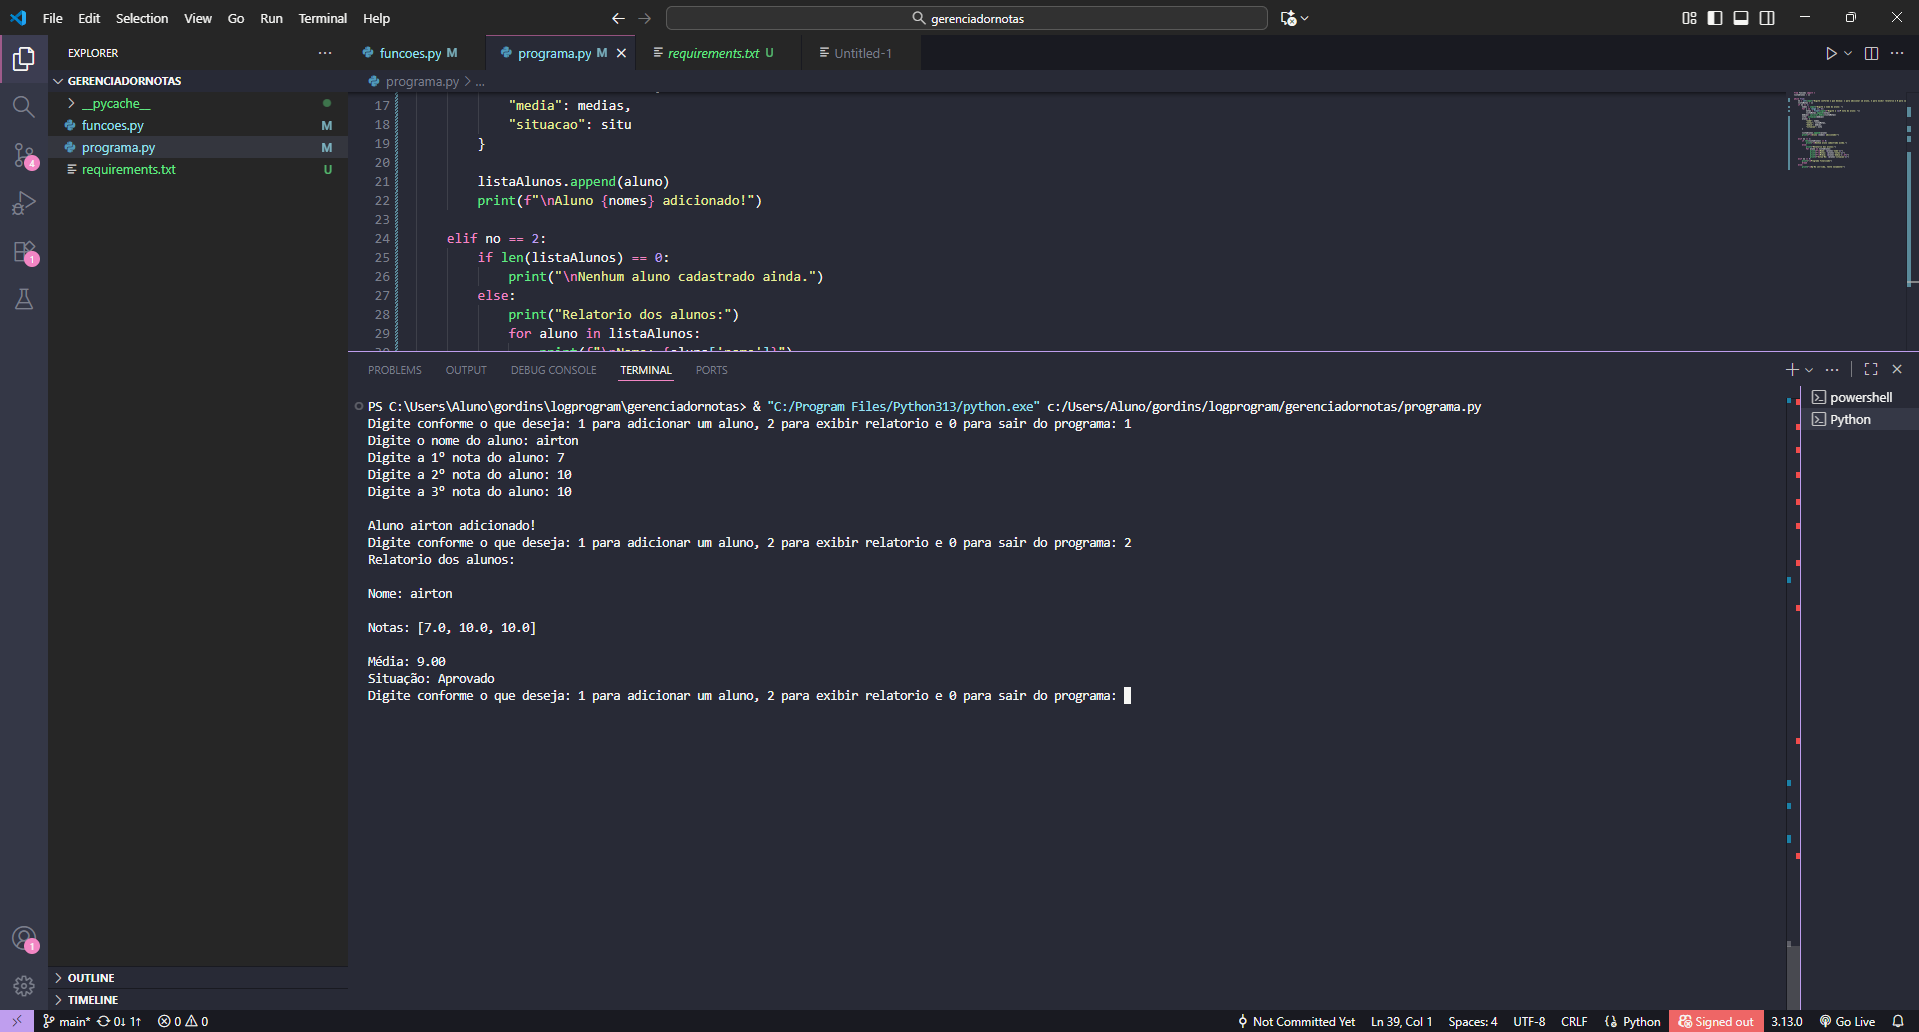 File Edit Selection View Go Run Terminal Help
gerenciadornotas
EXPLORER
funcoes.py M
programa.py M
requirements.txt U
Untitled-1
GERENCIADORNOTAS
programa.py > ...
__pycache__
funcoes.py M
programa.py M
requirements.txt U
4
1
1
17 "media": medias,
18 "situacao": situ
19 }
20
21 listaAlunos.append(aluno)
22 print(f"\nAluno {nomes} adicionado!")
23
24 elif no == 2:
25 if len(listaAlunos) == 0:
26 print("\nNenhum aluno cadastrado ainda.")
27 else:
28 print("Relatorio dos alunos:")
29 for aluno in listaAlunos:
PROBLEMS OUTPUT DEBUG CONSOLE TERMINAL PORTS
powershell
Python
PS C:\Users\Aluno\gordins\logprogram\gerenciadornotas> & "C:/Program Files/Python313/python.exe" c:/Users/Aluno/gordins/logprogram/gerenciadornotas/programa.py
Digite conforme o que deseja: 1 para adicionar um aluno, 2 para exibir relatorio e 0 para sair do programa: 1
Digite o nome do aluno: airton
Digite a 1º nota do aluno: 7
Digite a 2º nota do aluno: 10
Digite a 3º nota do aluno: 10
Aluno airton adicionado!
Digite conforme o que deseja: 1 para adicionar um aluno, 2 para exibir relatorio e 0 para sair do programa: 2
Relatorio dos alunos:
Nome: airton
Notas: [7.0, 10.0, 10.0]
Média: 9.00
Situação: Aprovado
Digite conforme o que deseja: 1 para adicionar um aluno, 2 para exibir relatorio e 0 para sair do programa:
OUTLINE
TIMELINE
main* 0↓ 1↑ 0 0
Not Committed Yet Ln 39, Col 1 Spaces: 4 UTF-8 CRLF Python Signed out 3.13.0 Go Live